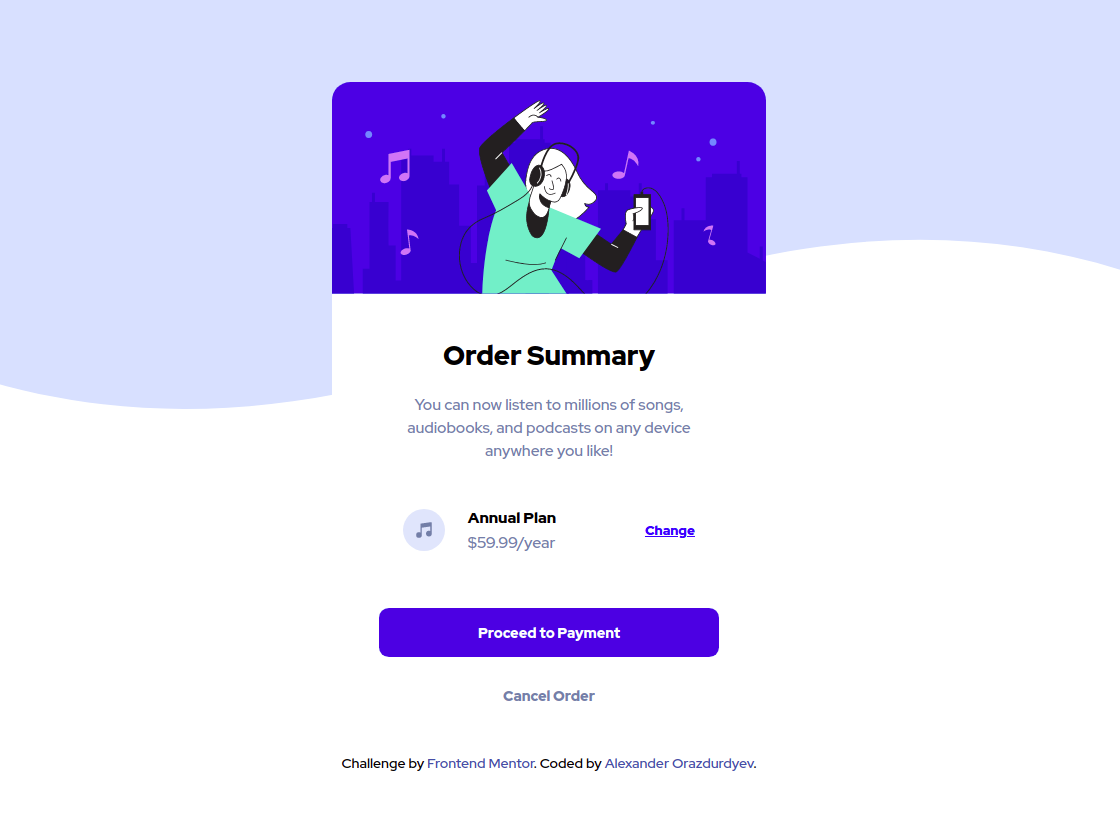 Order Summary
You can now listen to millions of songs,
audiobooks, and podcasts on any device
anywhere you like!
Annual Plan
$59.99/year
Change
Proceed to Payment
Cancel Order
Challenge by Frontend Mentor. Coded by Alexander Orazdurdyev.